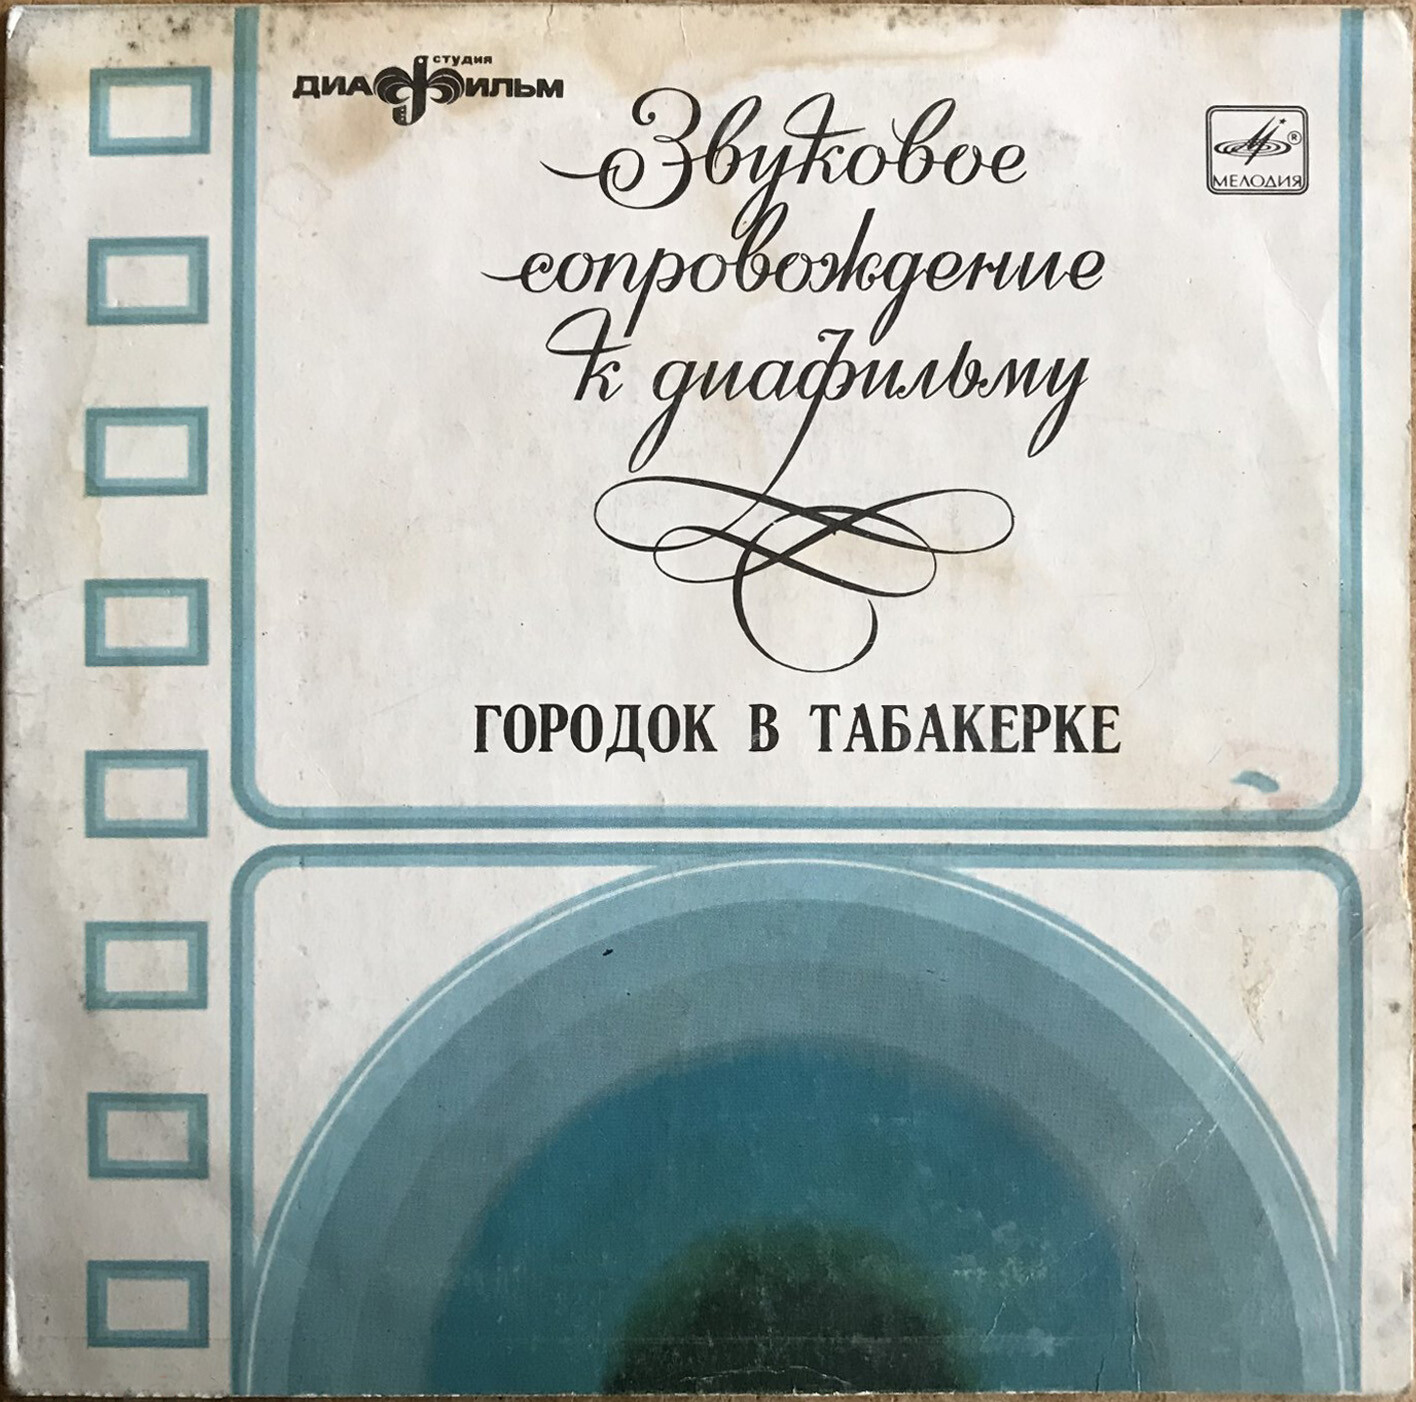 студия
ДИАФИЛЬМ
Звуковое
МЕЛОДИЯ
®
сопровождение
к диафильму
ГОРОДОК В ТАБАКЕРКЕ